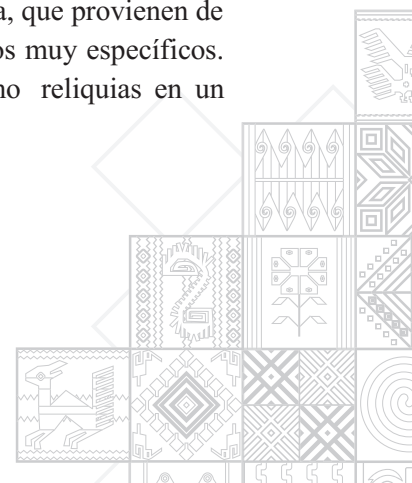 a, que provienen de
os muy específicos.
no reliquias en un